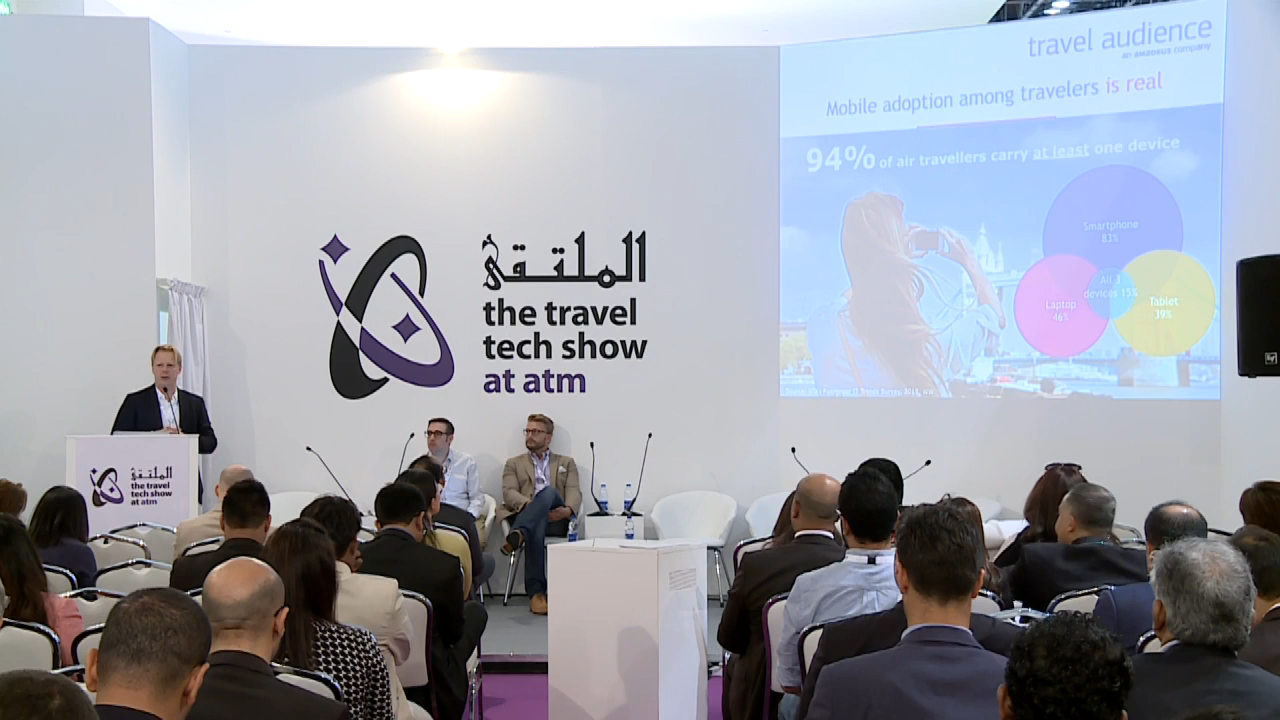 travel audience
an amadeus company
Mobile adoption among travelers is real
94% of air travellers carry at least one device
Smartphone
83%
All 3
devices 15%
Laptop
46%
Tablet
39%
الملتقى
the travel
tech show
at atm
الملتقى
the travel
tech show
at atm
EV